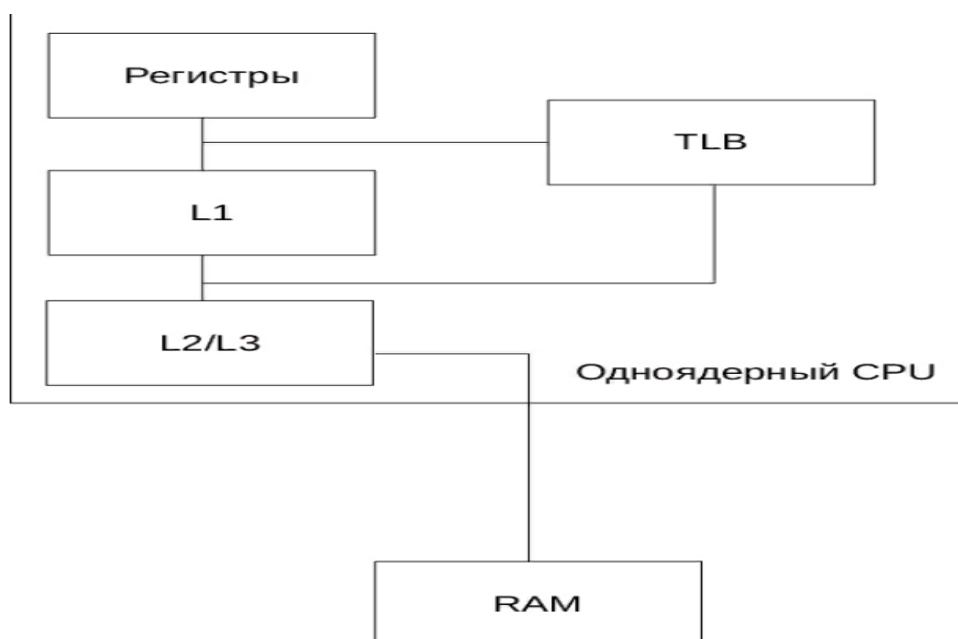 Регистры
TLB
L1
L2/L3
Одноядерный CPU
RAM